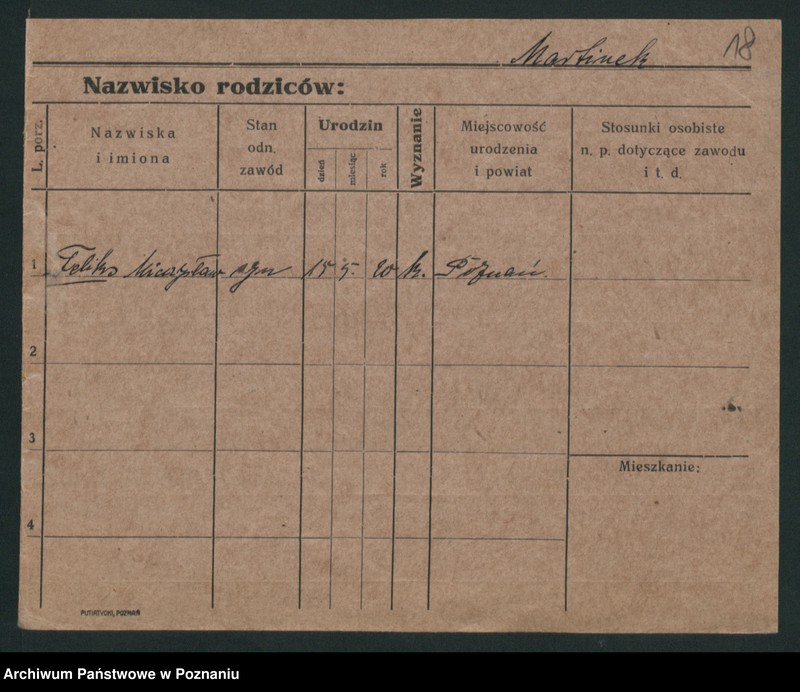 Martinek 18
Nazwisko rodziców:
L. porz.
Nazwiska
i imiona
Stan
odn.
zawód
Urodzin
dzień
miesiąc
rok
Wyznanie
Miejscowość
urodzenia
i powiat
Stosunki osobiste
n. p. dotyczące zawodu
i t. d.
1 Feliks Mieczysław syn 15 5. 20 k. Poznań.
2
3
Mieszkanie:
4
PUTIATYCKI, POZNAŃ
Archiwum Państwowe w Poznaniu